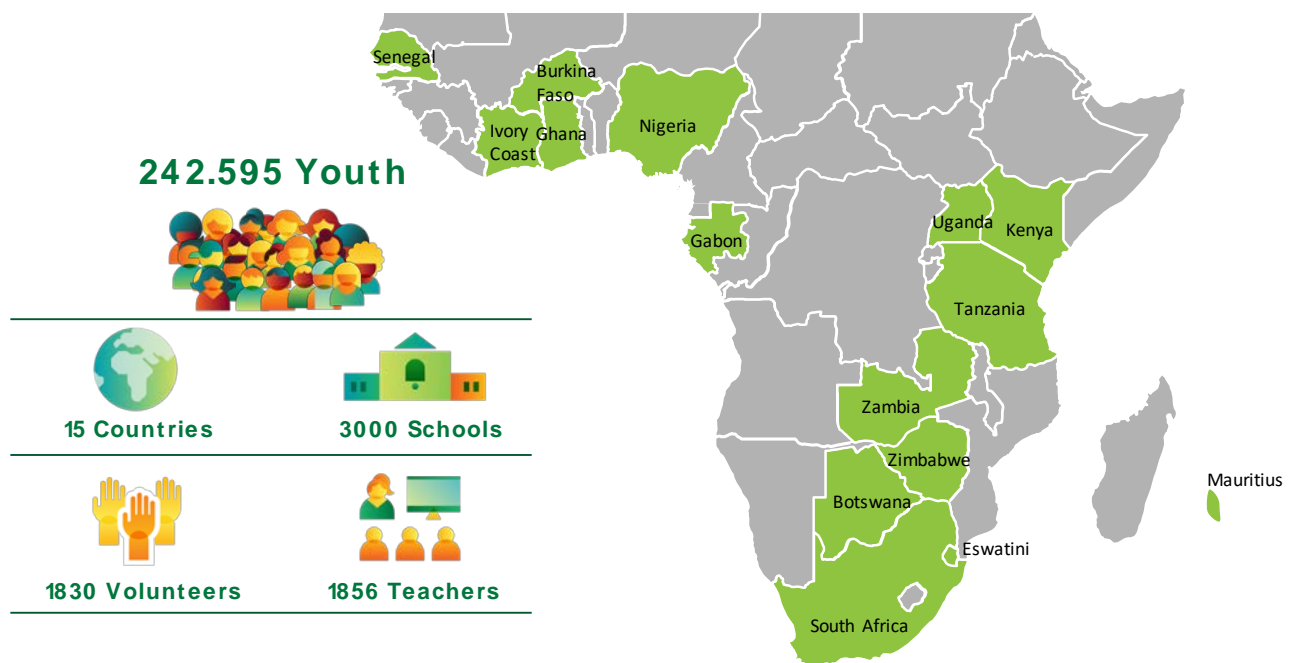 242.595 Youth
15 Countries
3000 Schools
1830 Volunteers
1856 Teachers
Senegal
Burkina
Faso
Ivory
Coast
Ghana
Nigeria
Gabon
Uganda
Kenya
Tanzania
Zambia
Zimbabwe
Botswana
Mauritius
Eswatini
South Africa